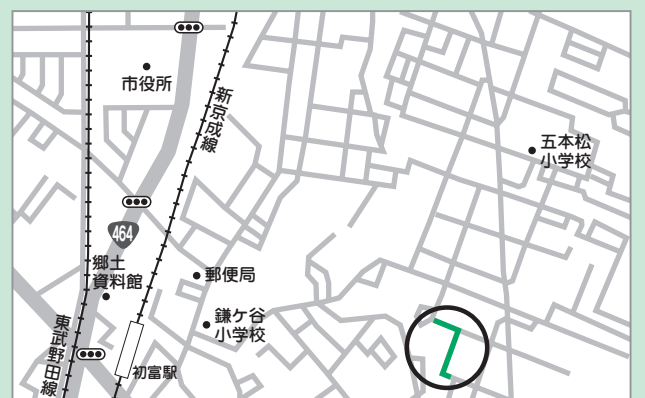 市役所
新京成線
五本松
小学校
464
郷土
資料館
郵便局
鎌ケ谷
小学校
東武野田線
初富駅